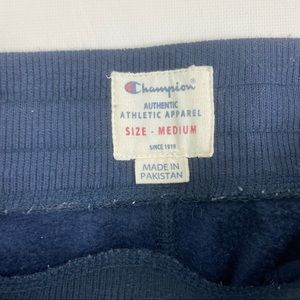 Champion
AUTHENTIC
ATHLETIC APPAREL
SIZE - MEDIUM
SINCE 1919
MADE IN
PAKISTAN